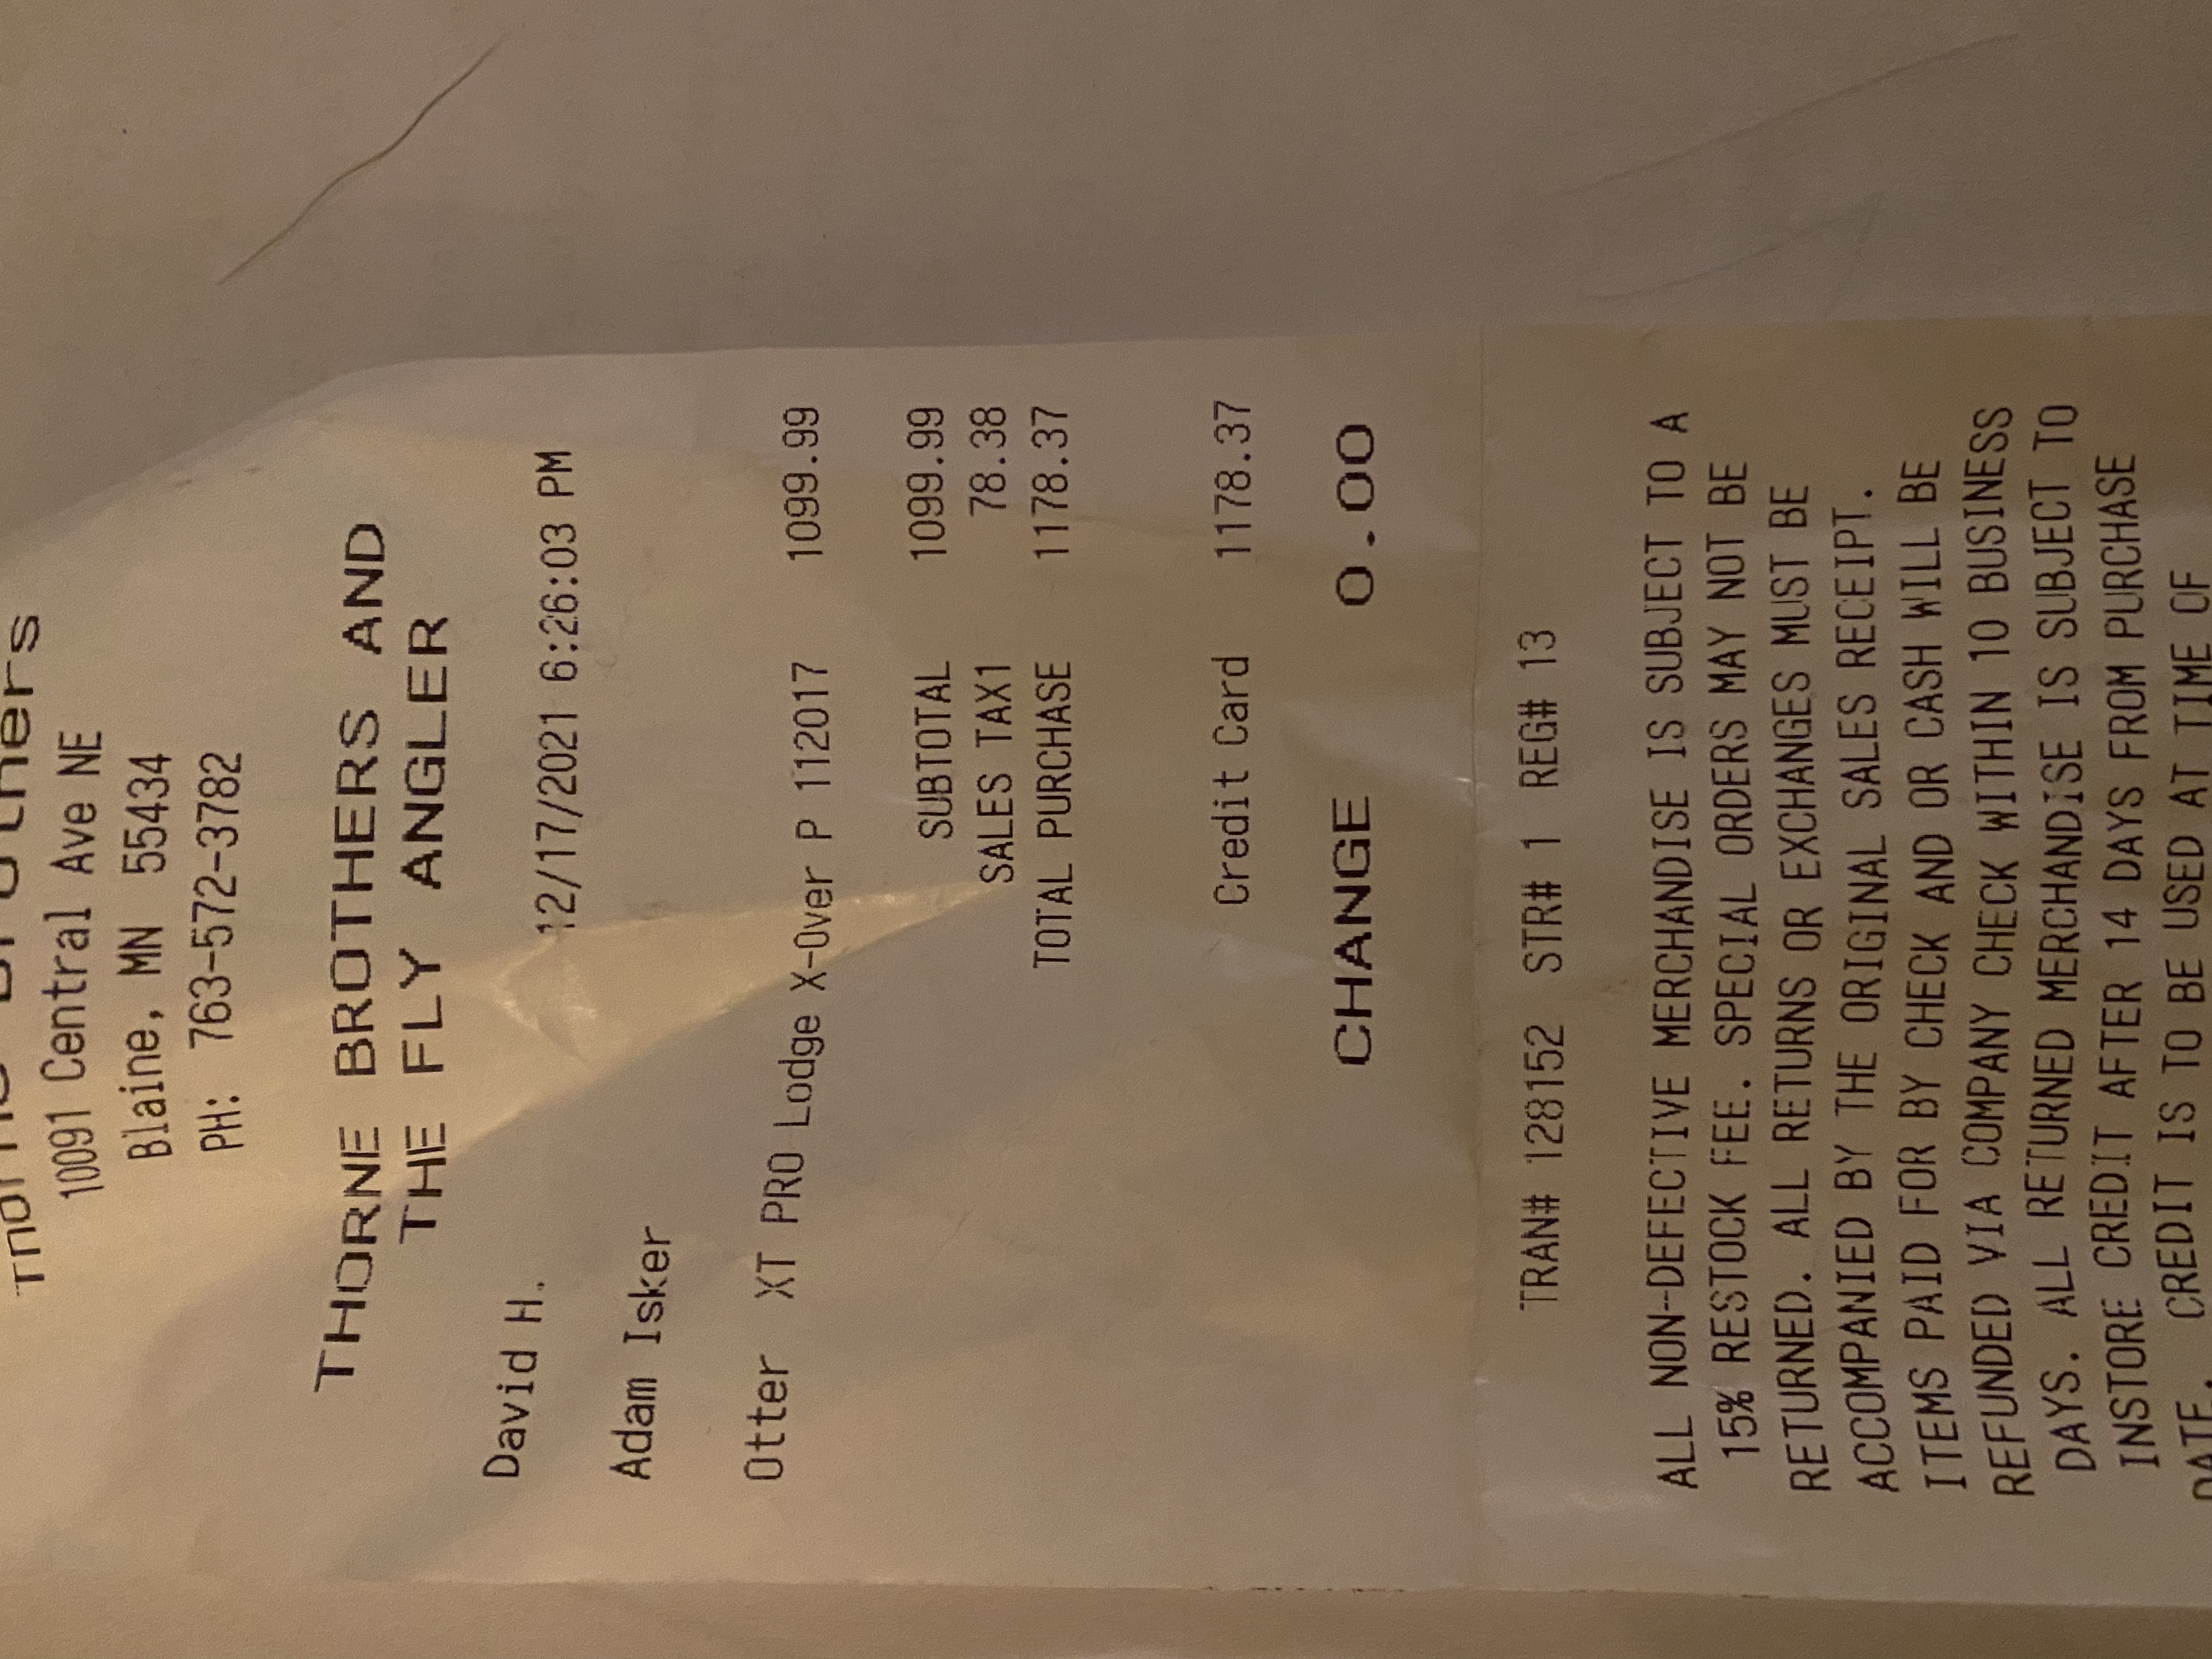 Thorne Brothers
10091 Central Ave NE
Blaine, MN 55434
PH: 763-572-3782
THORNE BROTHERS AND
THE FLY ANGLER
David H. 12/17/2021 6:26:03 PM
Adam Isker
Otter XT PRO Lodge X-Over P 112017 1099.99
SUBTOTAL 1099.99
SALES TAX1 78.38
TOTAL PURCHASE 1178.37
Credit Card 1178.37
CHANGE 0.00
TRAN# 128152 STR# 1 REG# 13
ALL NON-DEFECTIVE MERCHANDISE IS SUBJECT TO A
15% RESTOCK FEE. SPECIAL ORDERS MAY NOT BE
RETURNED. ALL RETURNS OR EXCHANGES MUST BE
ACCOMPANIED BY THE ORIGINAL SALES RECEIPT.
ITEMS PAID FOR BY CHECK AND OR CASH WILL BE
REFUNDED VIA COMPANY CHECK WITHIN 10 BUSINESS
DAYS. ALL RETURNED MERCHANDISE IS SUBJECT TO
INSTORE CREDIT AFTER 14 DAYS FROM PURCHASE
DATE. CREDIT IS TO BE USED AT TIME OF